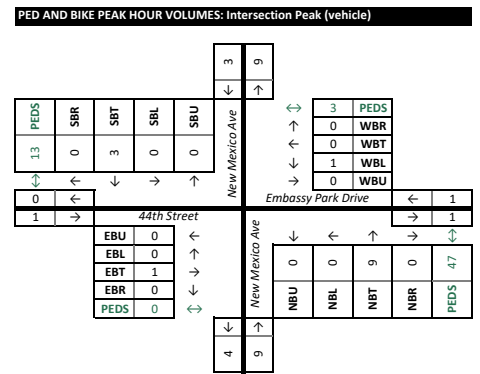 PED AND BIKE PEAK HOUR VOLUMES: Intersection Peak (vehicle)
3 9
↓ ↑
PEDS SBR SBT SBL SBU
13 0 3 0 0
↕ ← ↓ → ↑
New Mexico Ave
↔ 3 PEDS
↑ 0 WBR
← 0 WBT
↓ 1 WBL
→ 0 WBU
0 ←
1 →
44th Street
Embassy Park Drive
← 1
→ 1
EBU 0 ←
EBL 0 ↑
EBT 1 →
EBR 0 ↓
PEDS 0 ↔
New Mexico Ave
↓ ← ↑ → ↕
0 0 9 0 47
NBU NBL NBT NBR PEDS
↓ ↑
4 9